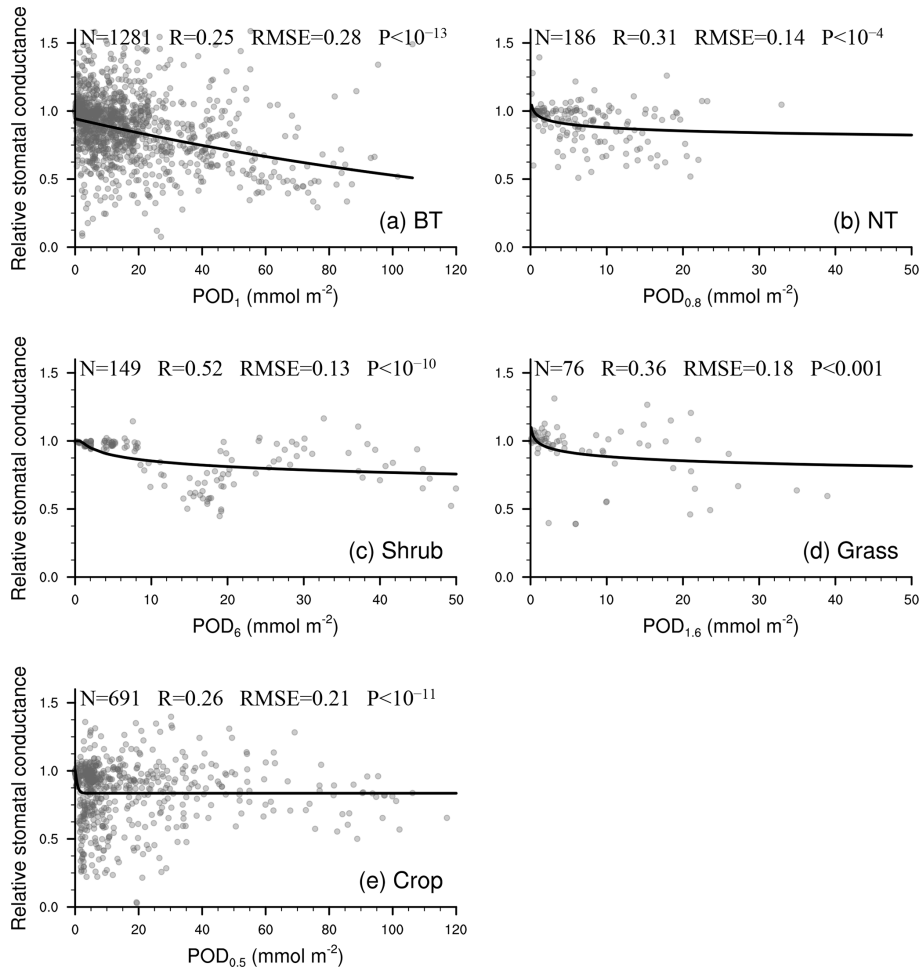 N=1281 R=0.25 RMSE=0.28 P<10⁻¹³
Relative stomatal conductance
1.5
1.0
0.5
0.0
(a) BT
0 20 40 60 80 100 120
POD₁ (mmol m⁻²)
N=186 R=0.31 RMSE=0.14 P<10⁻⁴
1.5
1.0
0.5
0.0
(b) NT
0 10 20 30 40 50
POD₀.₈ (mmol m⁻²)
N=149 R=0.52 RMSE=0.13 P<10⁻¹⁰
Relative stomatal conductance
1.5
1.0
0.5
0.0
(c) Shrub
0 10 20 30 40 50
POD₆ (mmol m⁻²)
N=76 R=0.36 RMSE=0.18 P<0.001
1.5
1.0
0.5
0.0
(d) Grass
0 10 20 30 40 50
POD₁.₆ (mmol m⁻²)
N=691 R=0.26 RMSE=0.21 P<10⁻¹¹
Relative stomatal conductance
1.5
1.0
0.5
0.0
(e) Crop
0 20 40 60 80 100 120
POD₀.₅ (mmol m⁻²)